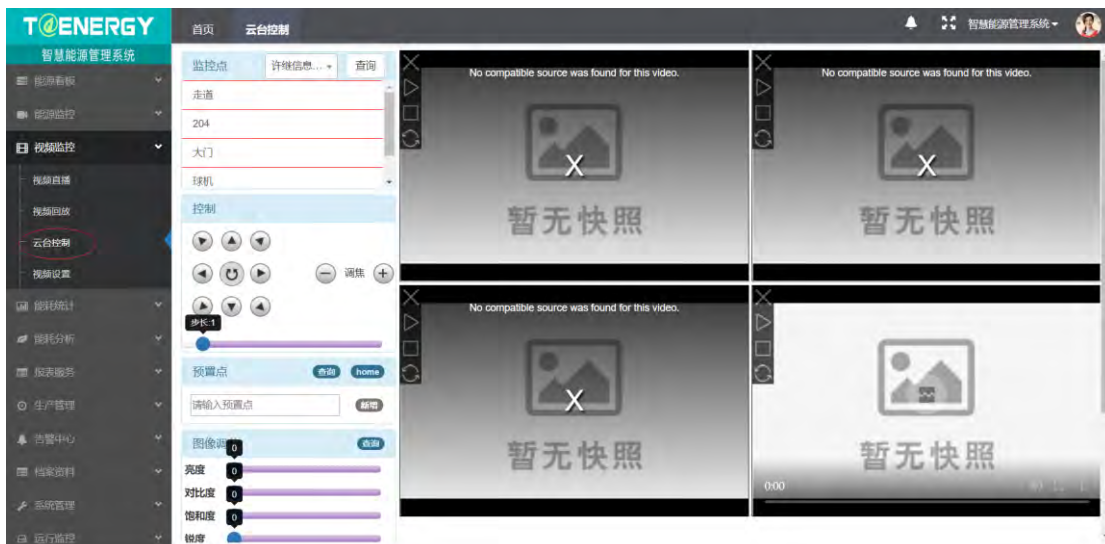 T@ENERGY
智慧能源管理系统
首页 云台控制
智慧能源管理系统
能源看板
能源监控
视频监控
视频直播
视频回放
云台控制
视频设置
能耗统计
能耗分析
报表服务
生产管理
告警中心
档案资料
系统管理
运行监控
监控点 许继信息... 查询
走道
204
大门
球机
控制
调焦
步长:1
预置点 查询 home
请输入预置点 新增
图像调 查询
0
亮度 0
对比度 0
饱和度 0
锐度
No compatible source was found for this video.
X
暂无快照
No compatible source was found for this video.
X
暂无快照
No compatible source was found for this video.
X
暂无快照
暂无快照
0:00